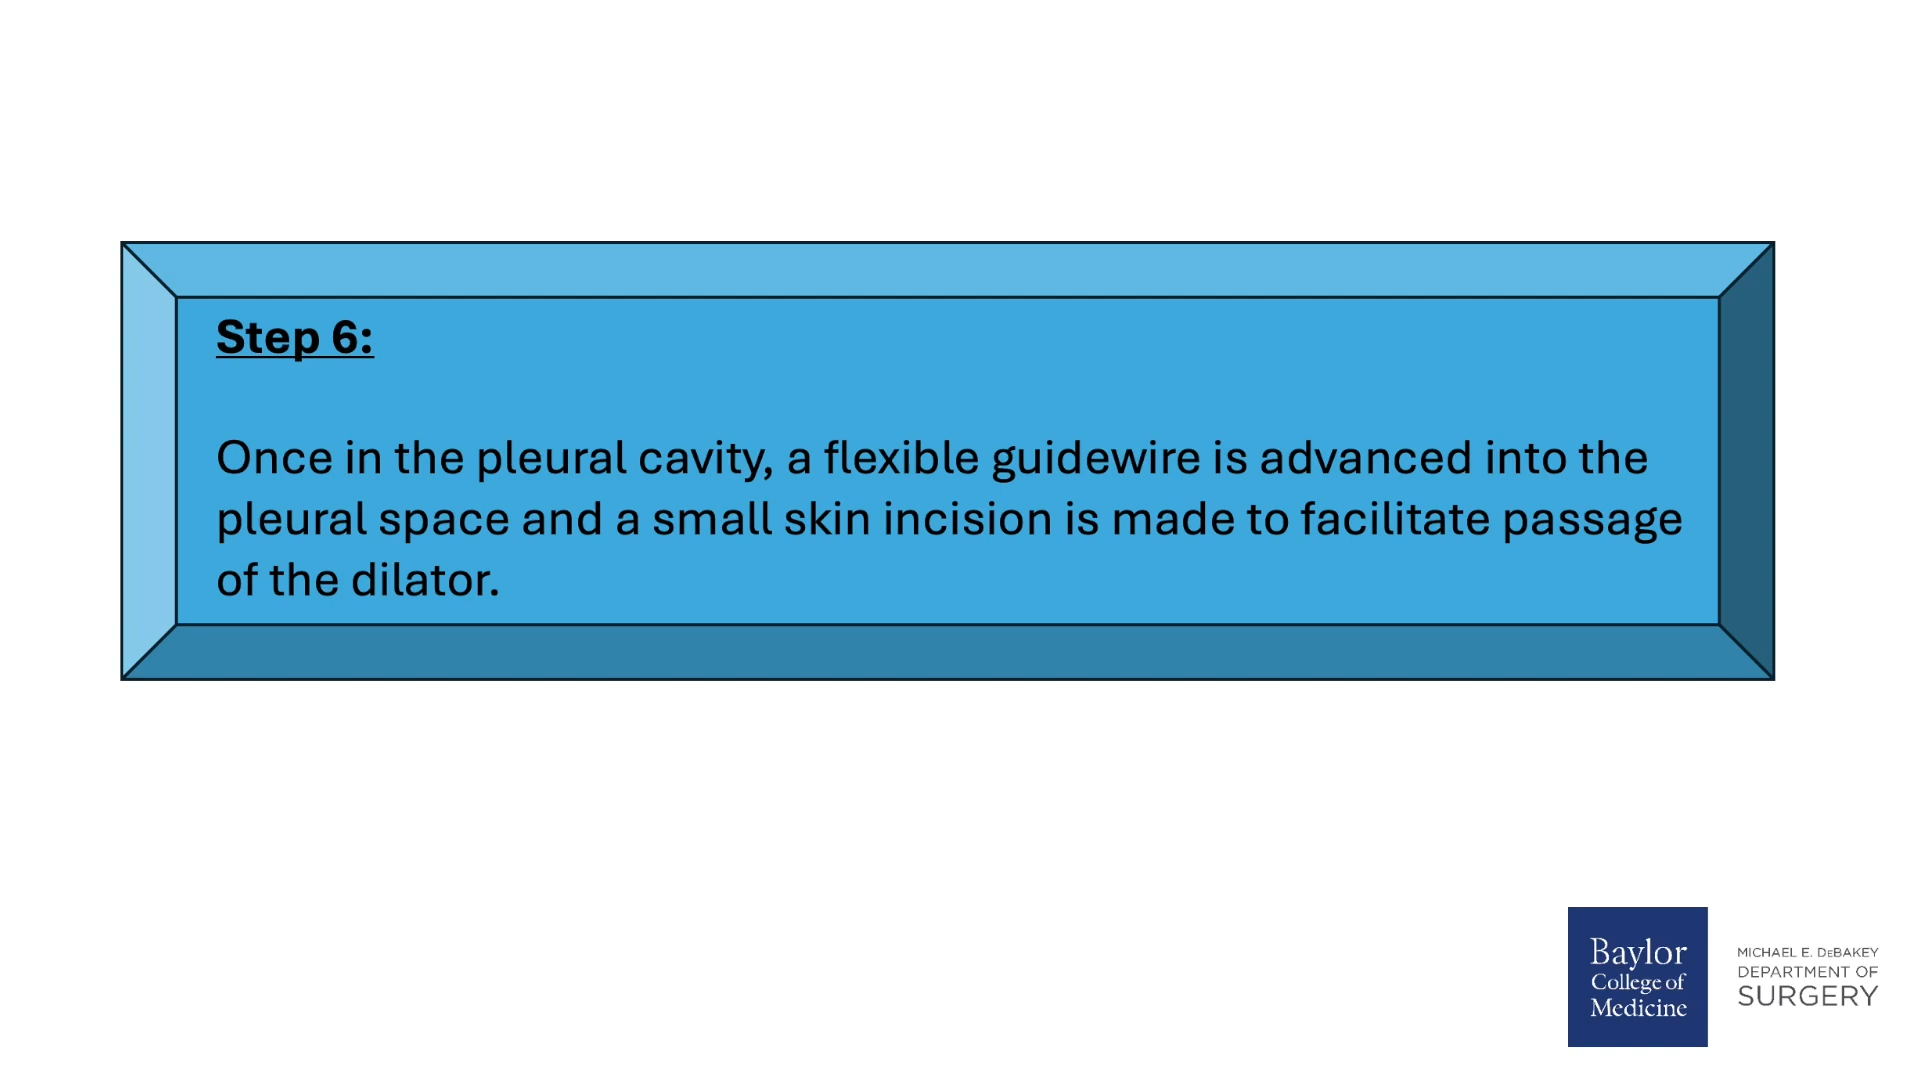 Step 6:
Once in the pleural cavity, a flexible guidewire is advanced into the
pleural space and a small skin incision is made to facilitate passage
of the dilator.
Baylor
College of
Medicine
MICHAEL E. DEBAKEY
DEPARTMENT OF
SURGERY